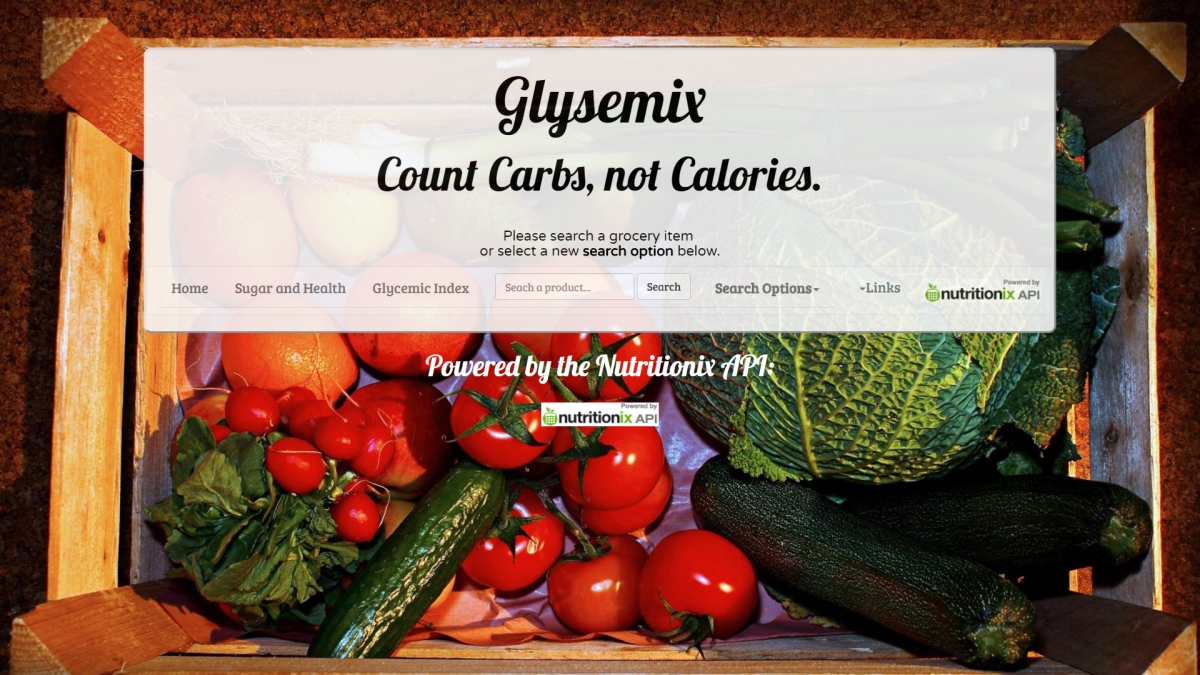 Glysemix
Count Carbs, not Calories.
Please search a grocery item
or select a new search option below.
Home Sugar and Health Glycemic Index Seach a product... Search Search Options Links Powered by nutritionix API
Powered by the Nutritionix API:
Powered by
nutritionix API